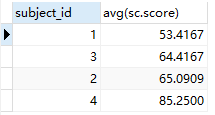 subject_id avg(sc.score)
1 53.4167
3 64.4167
2 65.0909
4 85.2500